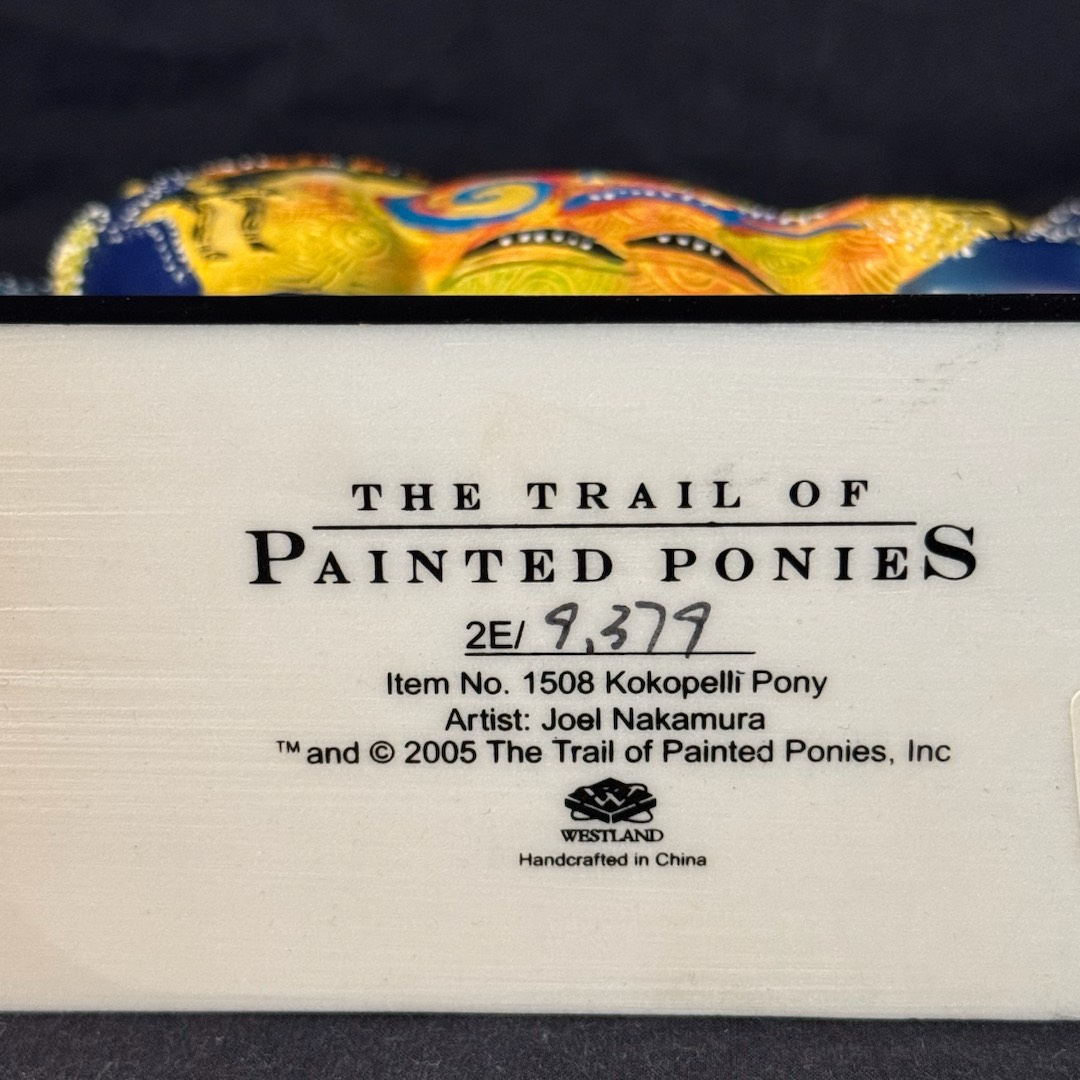 THE TRAIL OF
PAINTED PONIES
2E/ 9,379
Item No. 1508 Kokopelli Pony
Artist: Joel Nakamura
™ and © 2005 The Trail of Painted Ponies, Inc
WESTLAND
Handcrafted in China